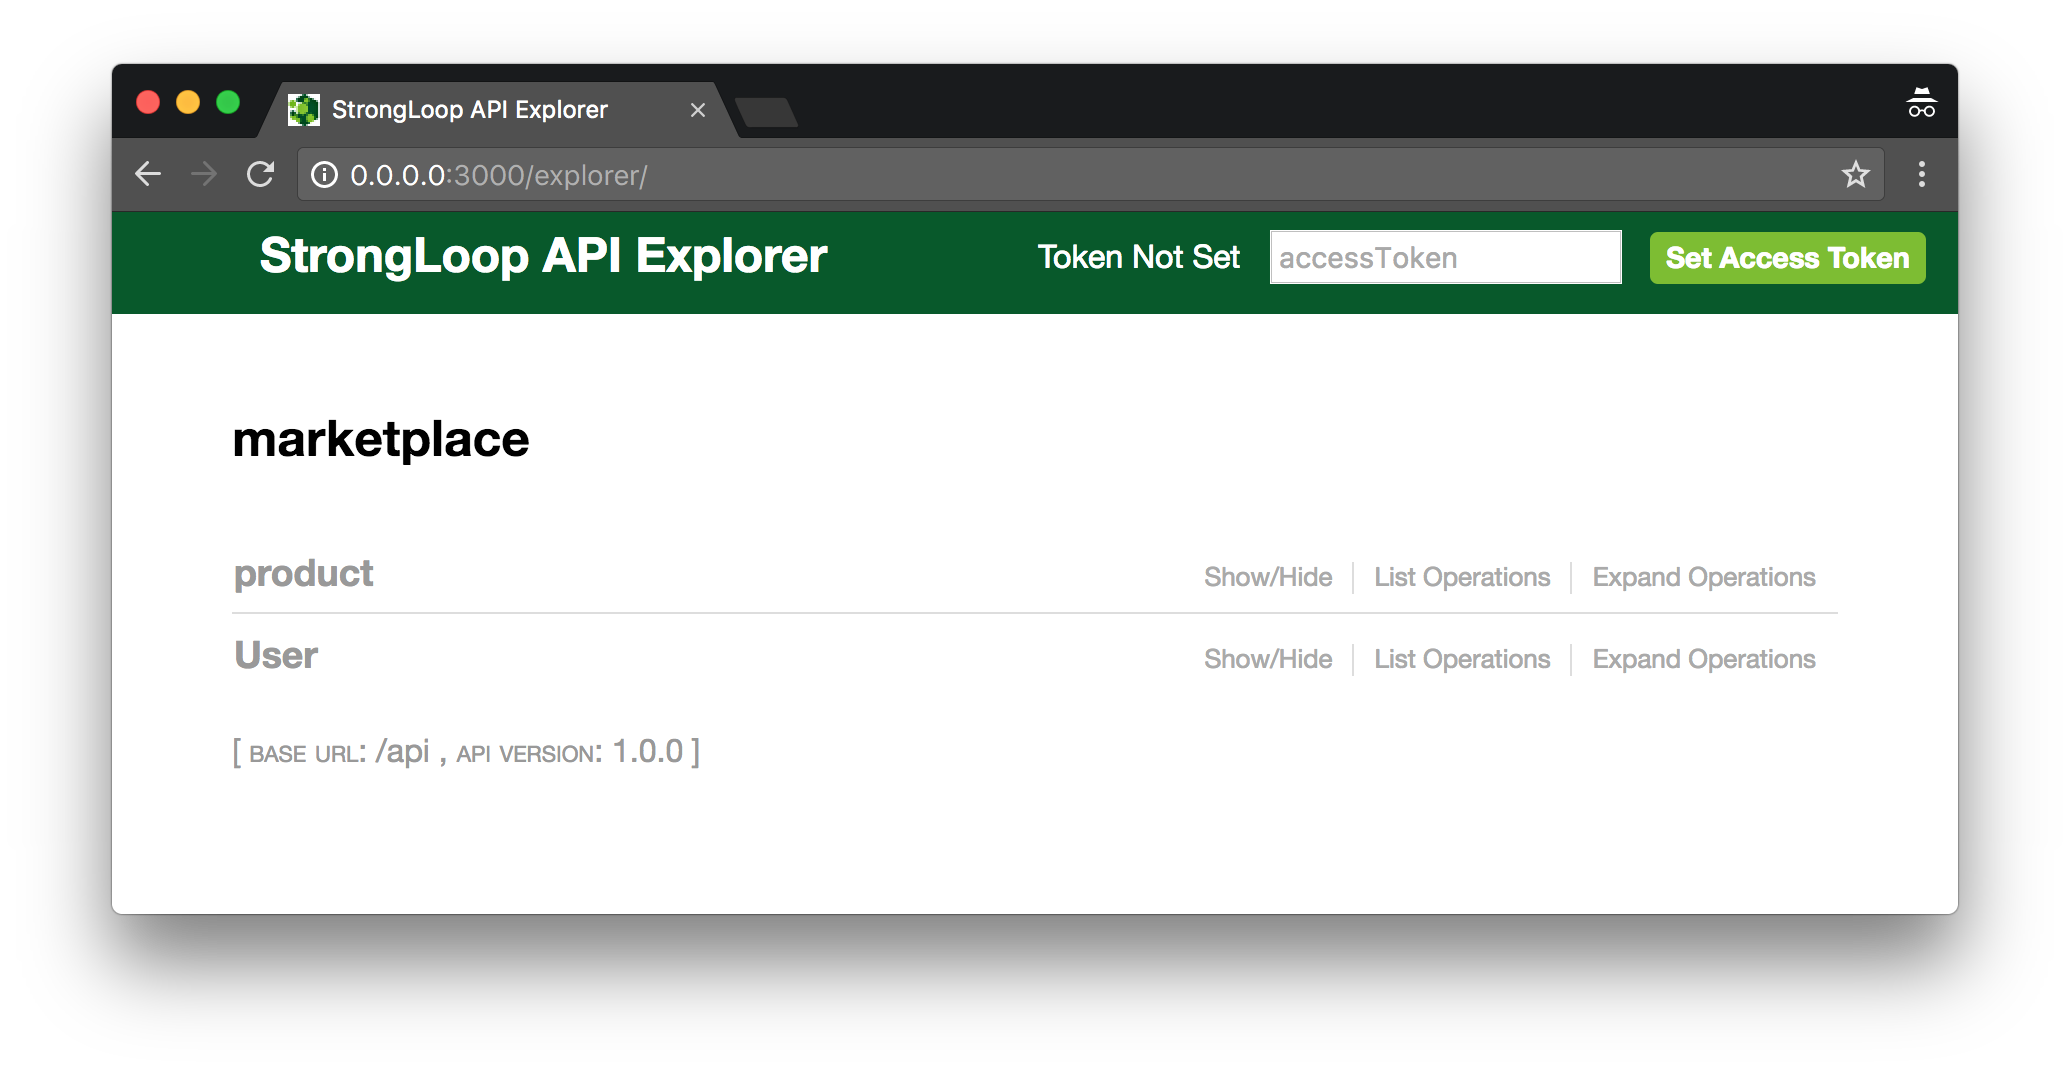 StrongLoop API Explorer
0.0.0.0:3000/explorer/
StrongLoop API Explorer Token Not Set accessToken Set Access Token
marketplace
product Show/Hide List Operations Expand Operations
User Show/Hide List Operations Expand Operations
[ BASE URL: /api , API VERSION: 1.0.0 ]